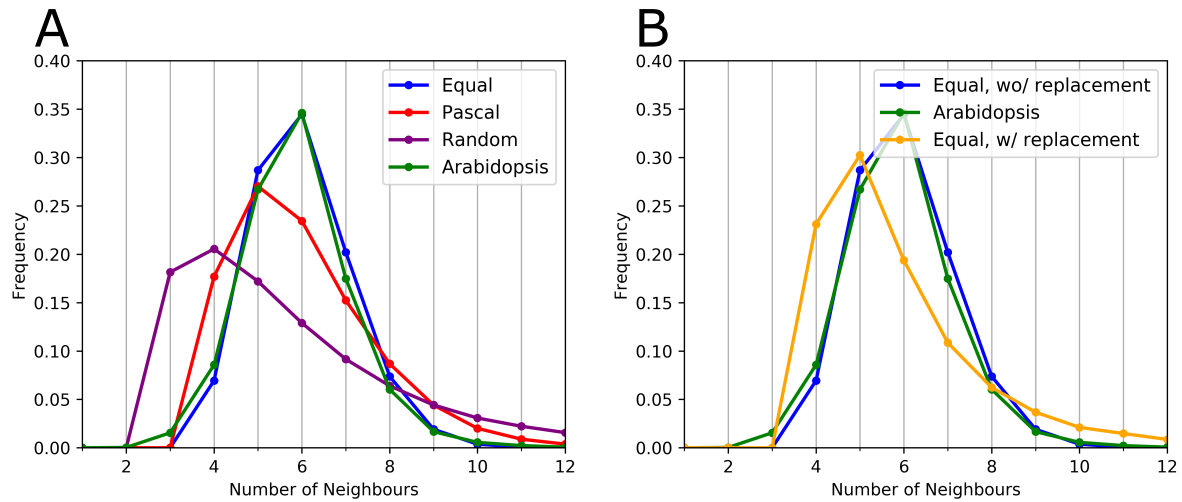 A
0.40
0.35
0.30
0.25
0.20
0.15
0.10
0.05
0.00
Frequency
2
4
6
8
10
12
Number of Neighbours
Equal
Pascal
Random
Arabidopsis
B
0.40
0.35
0.30
0.25
0.20
0.15
0.10
0.05
0.00
Frequency
2
4
6
8
10
12
Number of Neighbours
Equal, wo/ replacement
Arabidopsis
Equal, w/ replacement